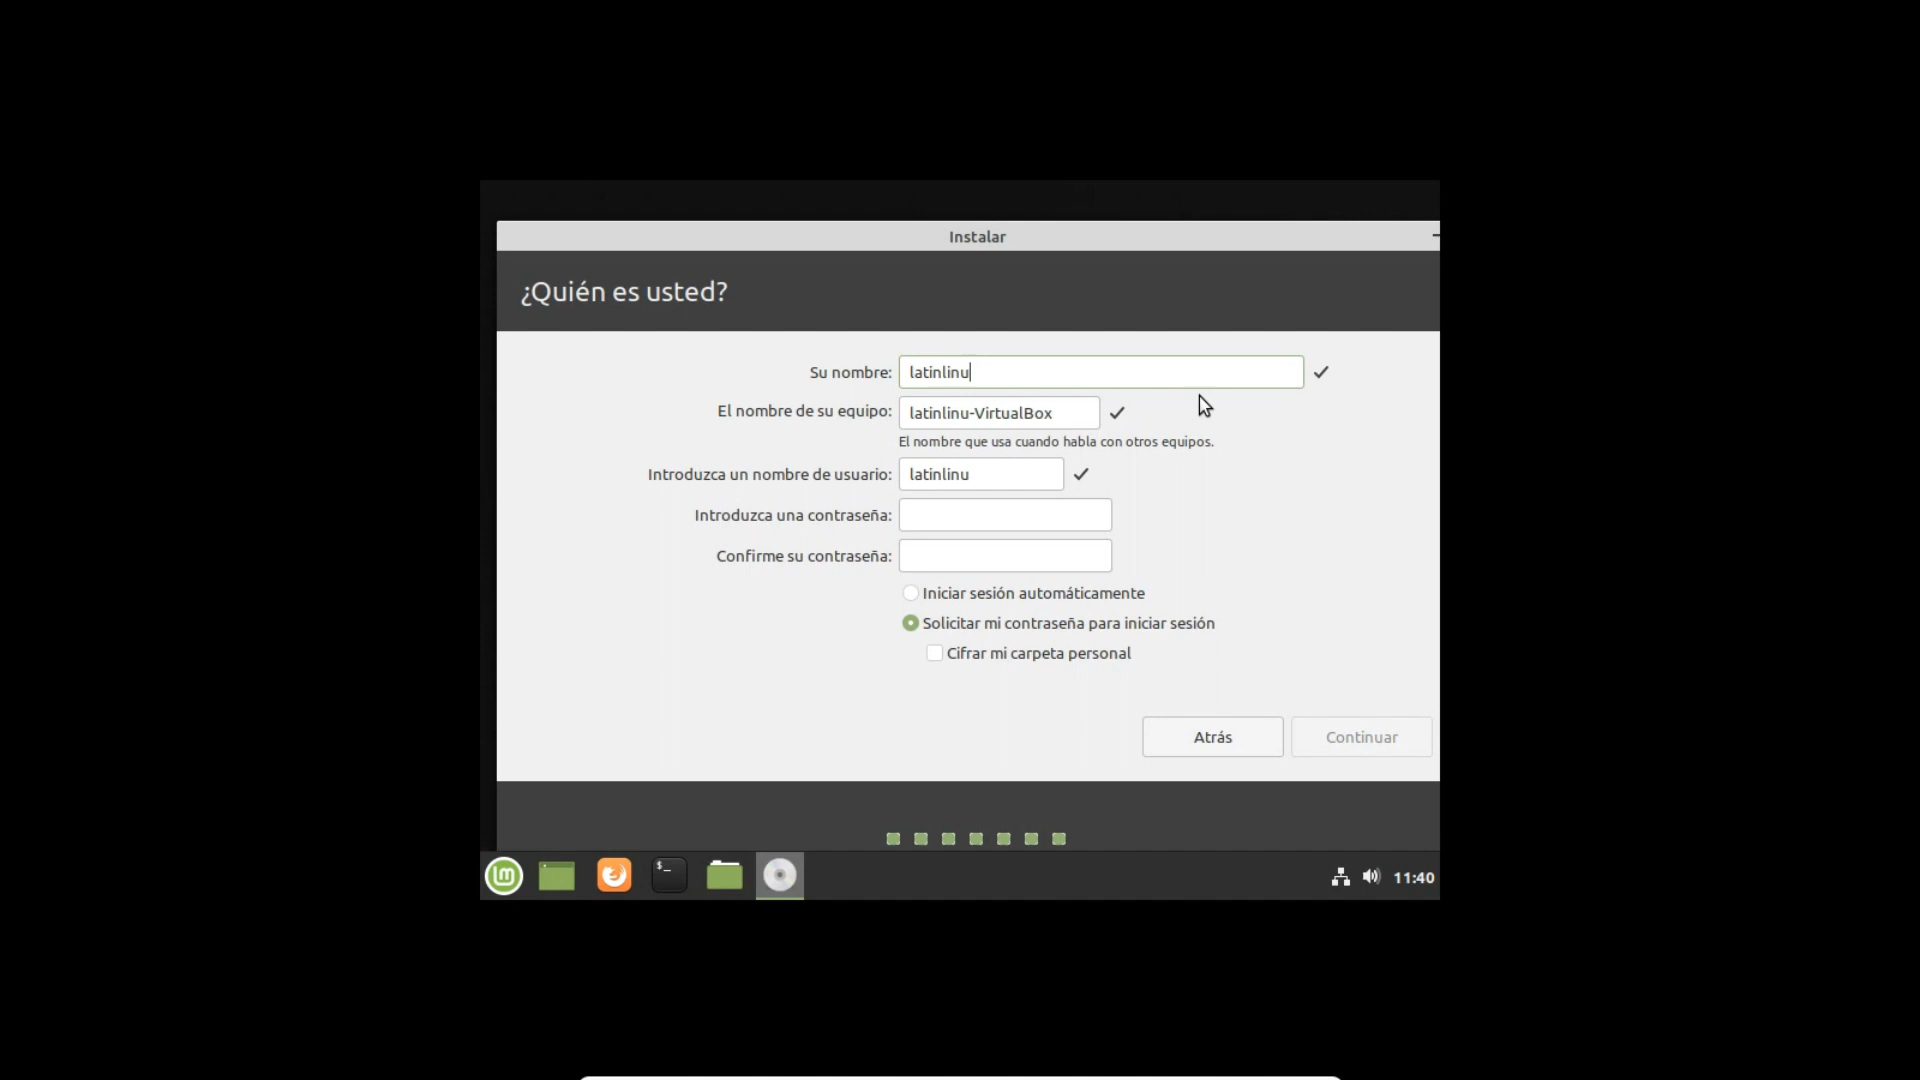 Instalar
¿Quién es usted?
Su nombre: latinlinu
El nombre de su equipo: latinlinu-VirtualBox
El nombre que usa cuando habla con otros equipos.
Introduzca un nombre de usuario: latinlinu
Introduzca una contraseña:
Confirme su contraseña:
Iniciar sesión automáticamente
Solicitar mi contraseña para iniciar sesión
Cifrar mi carpeta personal
Atrás Continuar
$_
11:40